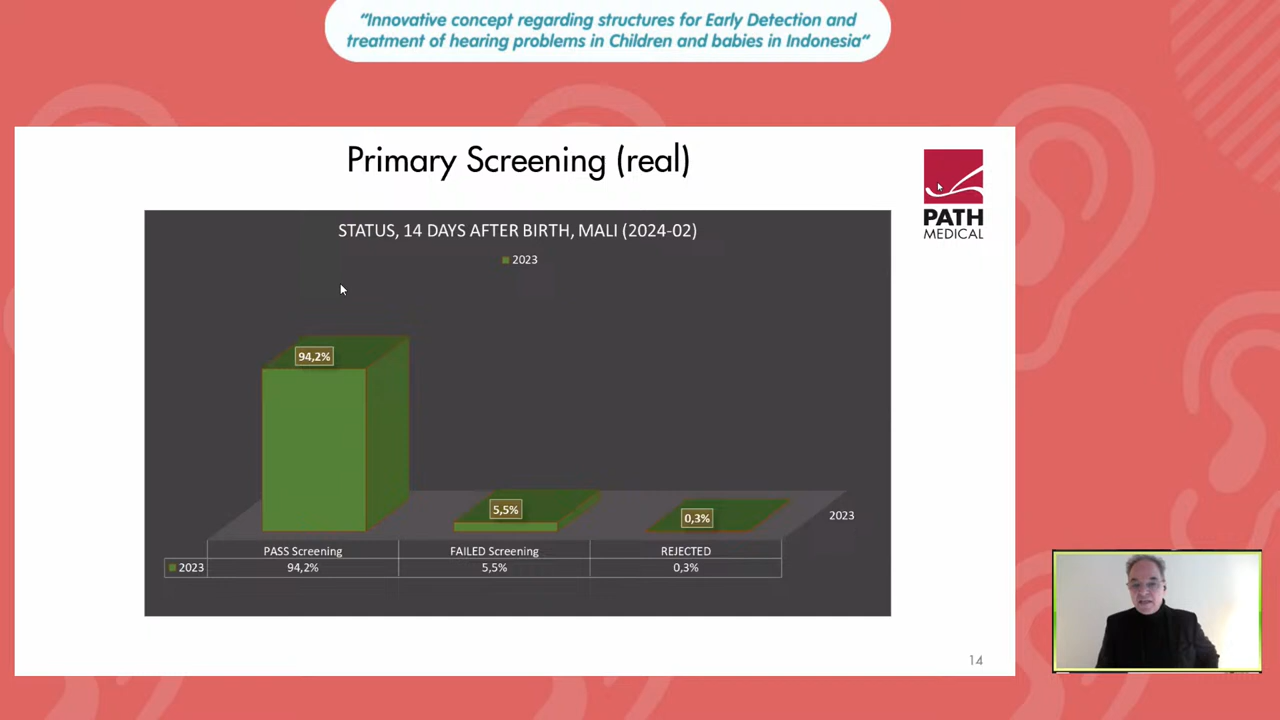 “Innovative concept regarding structures for Early Detection and
treatment of hearing problems in Children and babies in Indonesia”
Primary Screening (real)
PATH
MEDICAL
STATUS, 14 DAYS AFTER BIRTH, MALI (2024-02)
2023
94,2%
5,5%
0,3%
2023
PASS Screening FAILED Screening REJECTED
2023 94,2% 5,5% 0,3%
14